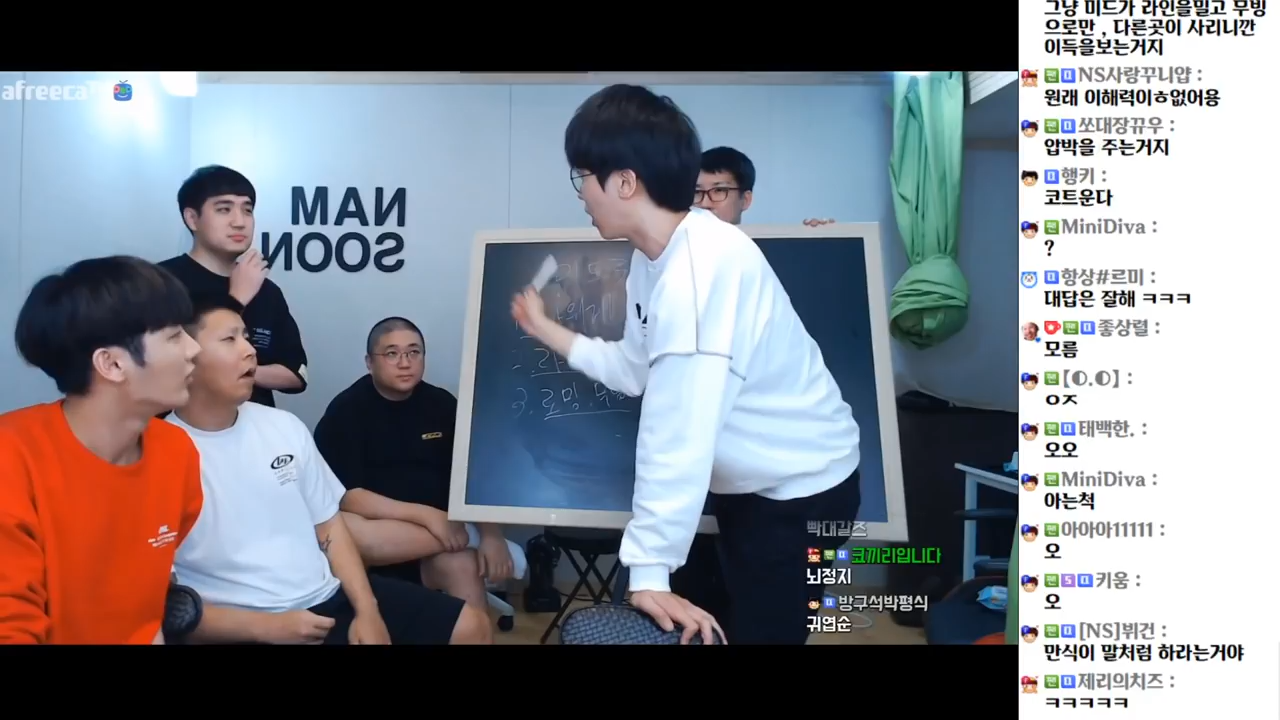 afreecaTV
NAM
SOON
3. 로밍.
빡대갈즈
코끼리입니다
뇌정지
방구석박평식
귀엽순
그냥 미드가 라인을밀고 무빙
으로만 , 다른곳이 사리니깐
이득을보는거지
NS사랑꾸니얍 :
원래 이해력이ㅎ없어용
쏘대장뀨우 :
압박을 주는거지
행키 :
코트운다
MiniDiva :
?
항상#르미 :
대답은 잘해 ㅋㅋㅋ
좋상렬 :
모름
【◐.◐】 :
ㅇㅈ
태백한. :
오오
MiniDiva :
아는척
아아아11111 :
오
키움 :
오
[NS]뷔건 :
만식이 말처럼 하라는거야
제리의치즈 :
ㅋㅋㅋㅋㅋ